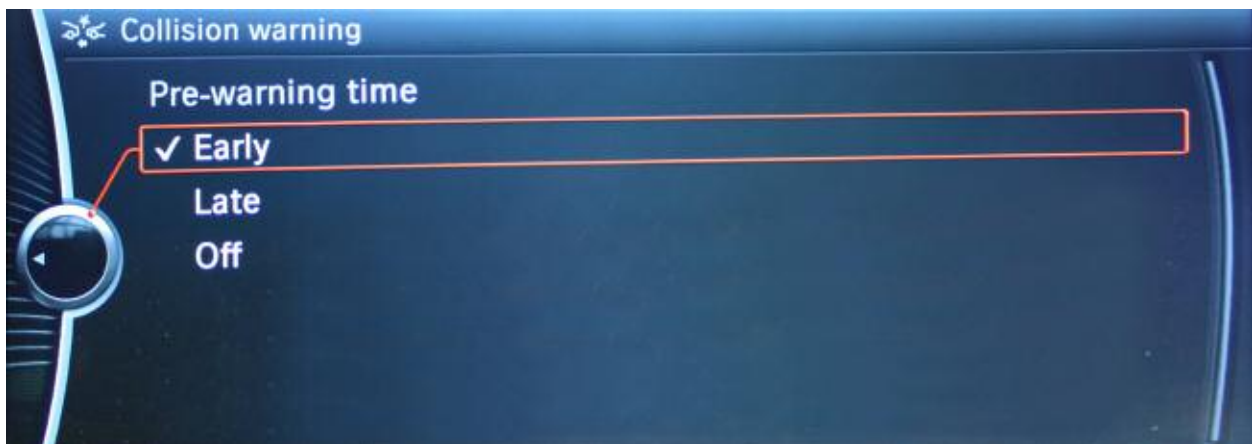 Collision warning
Pre-warning time
✓ Early
Late
Off